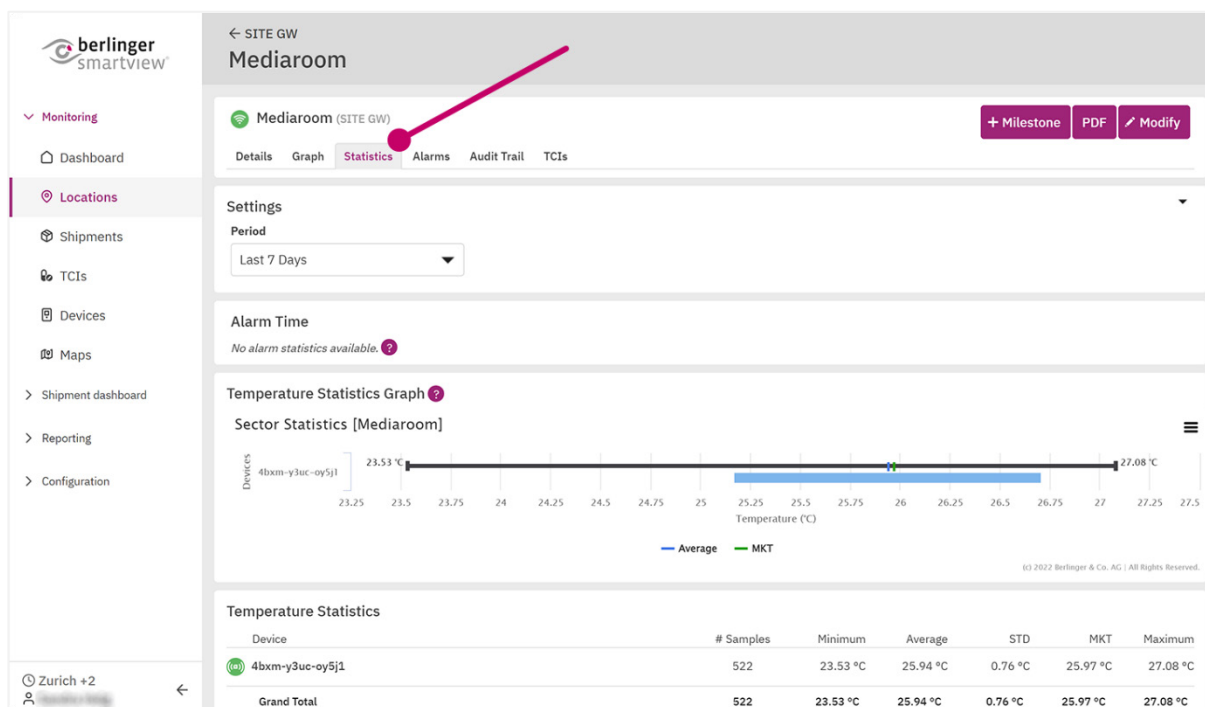 berlinger
smartview
Monitoring
Dashboard
Locations
Shipments
TCIs
Devices
Maps
Shipment dashboard
Reporting
Configuration
Zurich +2
← SITE GW
Mediaroom
Mediaroom (SITE GW)
+ Milestone PDF Modify
Details Graph Statistics Alarms Audit Trail TCIs
Settings
Period
Last 7 Days
Alarm Time
No alarm statistics available. ?
Temperature Statistics Graph ?
Sector Statistics [Mediaroom]
Devices
4bxm-y3uc-oy5j1
23.53 °C 27.08 °C
23.25 23.5 23.75 24 24.25 24.5 24.75 25 25.25 25.5 25.75 26 26.25 26.5 26.75 27 27.25 27.5
Temperature (°C)
Average MKT
(c) 2022 Berlinger & Co. AG | All Rights Reserved.
Temperature Statistics
Device # Samples Minimum Average STD MKT Maximum
4bxm-y3uc-oy5j1 522 23.53 °C 25.94 °C 0.76 °C 25.97 °C 27.08 °C
Grand Total 522 23.53 °C 25.94 °C 0.76 °C 25.97 °C 27.08 °C